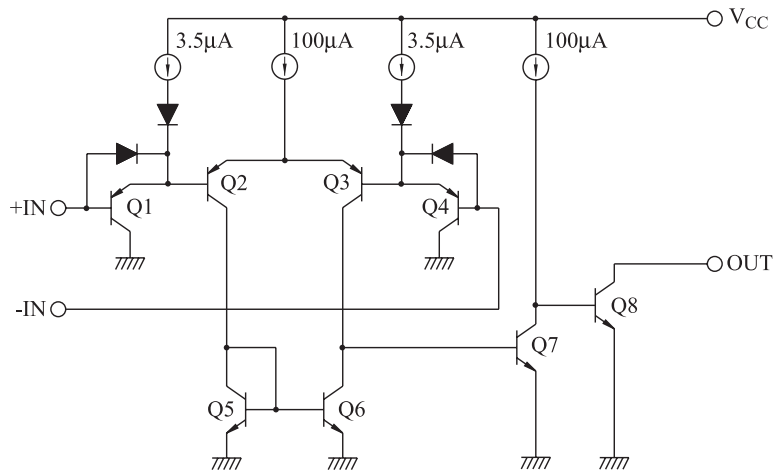 V_CC
3.5µA 100µA 3.5µA 100µA
Q2 Q3
+IN Q1 Q4
OUT
-IN Q8
Q7
Q5 Q6